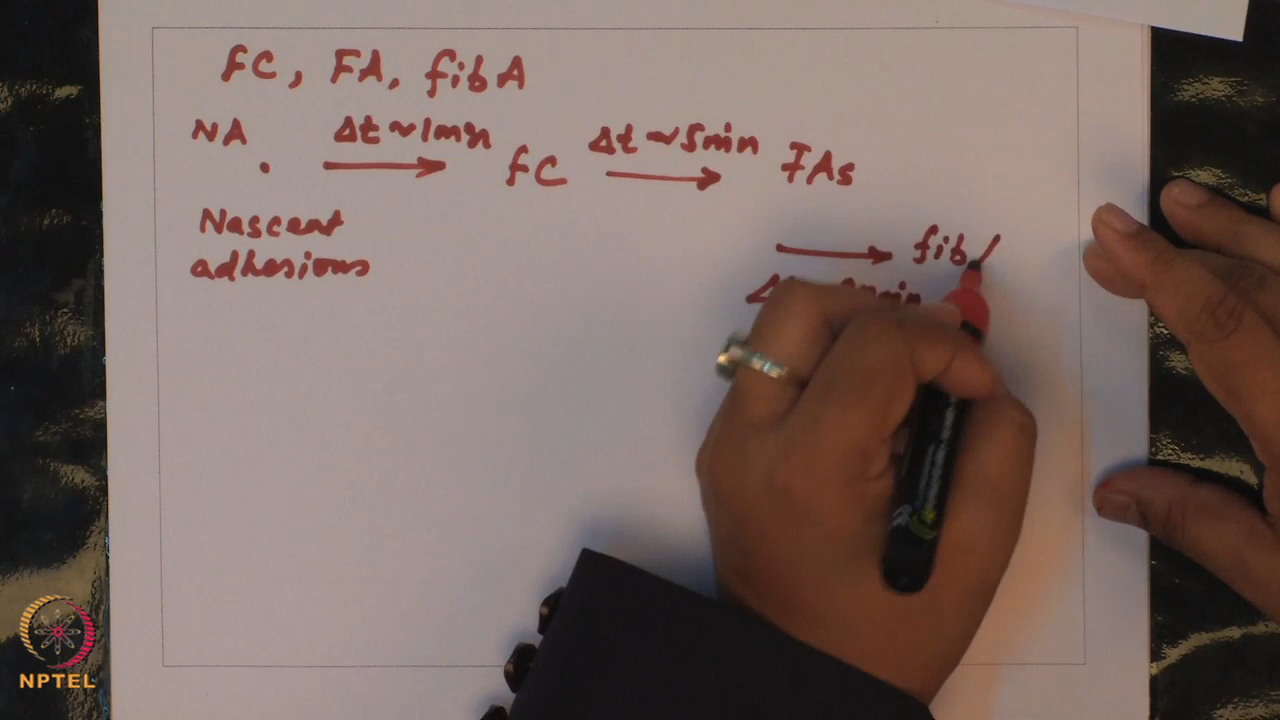 FC, FA, fibA
NA Δt~1min Δt~5min
. → FC → FAs
Nascent
adhesions
→ fib
NPTEL